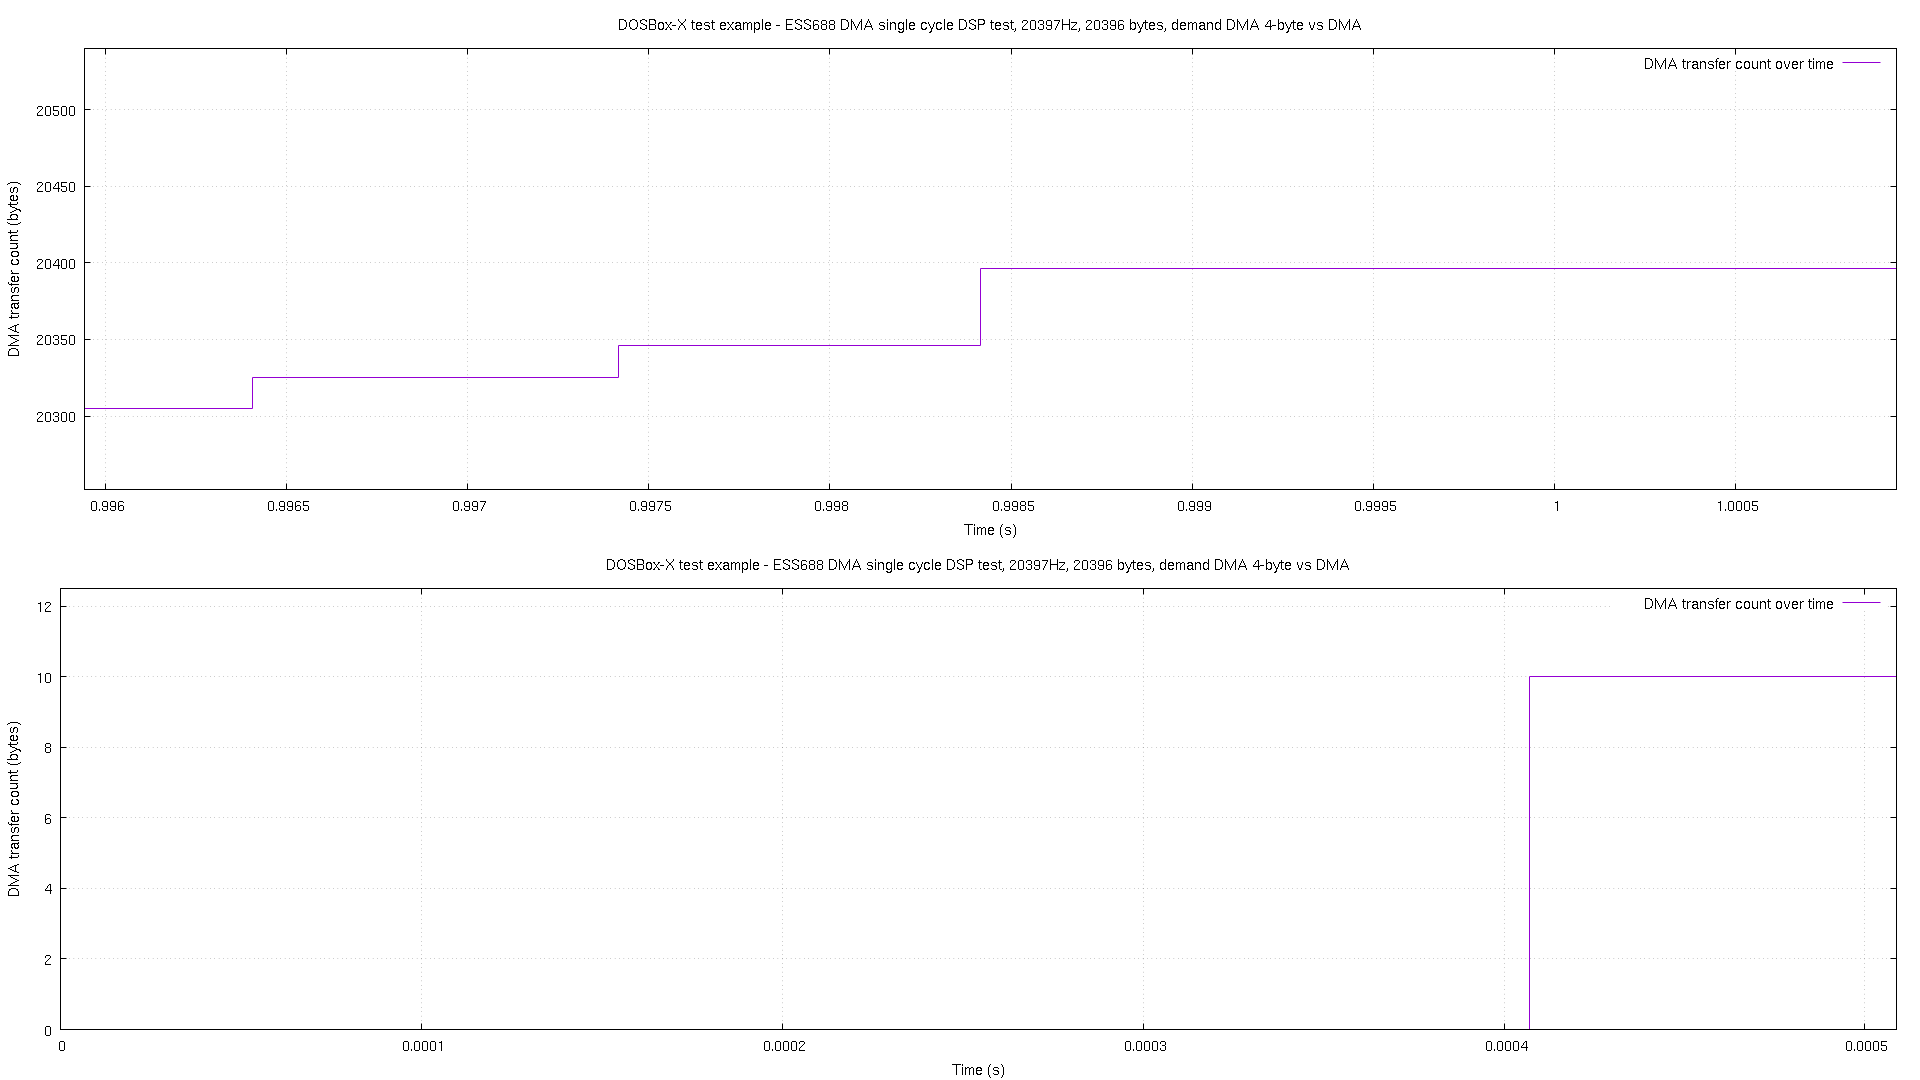 DOSBox-X test example - ESS688 DMA single cycle DSP test, 20397Hz, 20396 bytes, demand DMA 4-byte vs DMA
DMA transfer count over time
20500
20450
20400
20350
20300
DMA transfer count (bytes)
0.996 0.9965 0.997 0.9975 0.998 0.9985 0.999 0.9995 1 1.0005
Time (s)
DOSBox-X test example - ESS688 DMA single cycle DSP test, 20397Hz, 20396 bytes, demand DMA 4-byte vs DMA
DMA transfer count over time
12
10
8
6
4
2
0
DMA transfer count (bytes)
0 0.0001 0.0002 0.0003 0.0004 0.0005
Time (s)